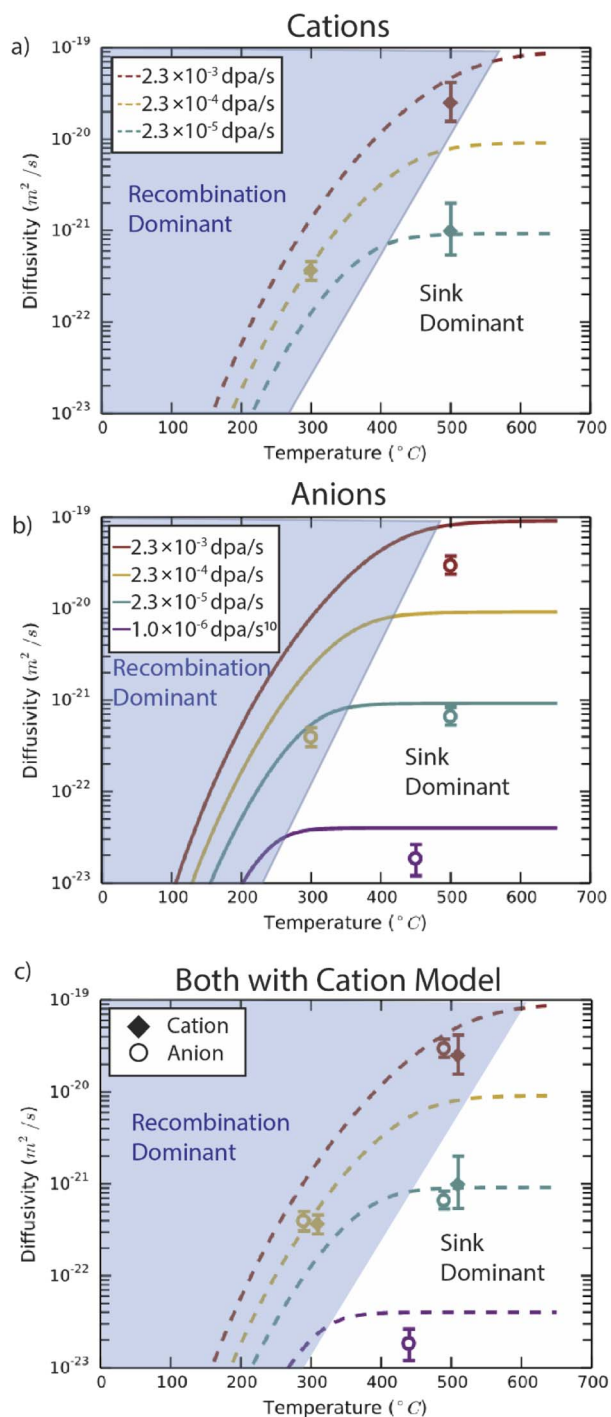 a)
Cations
10⁻¹⁹
2.3×10⁻³ dpa/s
2.3×10⁻⁴ dpa/s
2.3×10⁻⁵ dpa/s
10⁻²⁰
Recombination
Dominant
Diffusivity (m² /s)
10⁻²¹
Sink
Dominant
10⁻²²
10⁻²³
0 100 200 300 400 500 600 700
Temperature (°C)
b)
Anions
10⁻¹⁹
2.3×10⁻³ dpa/s
2.3×10⁻⁴ dpa/s
2.3×10⁻⁵ dpa/s
1.0×10⁻⁶ dpa/s¹⁰
10⁻²⁰
Recombination
Dominant
Diffusivity (m² /s)
10⁻²¹
Sink
Dominant
10⁻²²
10⁻²³
0 100 200 300 400 500 600 700
Temperature (°C)
c)
Both with Cation Model
10⁻¹⁹
Cation
Anion
10⁻²⁰
Recombination
Dominant
Diffusivity (m² /s)
10⁻²¹
Sink
Dominant
10⁻²²
10⁻²³
0 100 200 300 400 500 600 700
Temperature (°C)